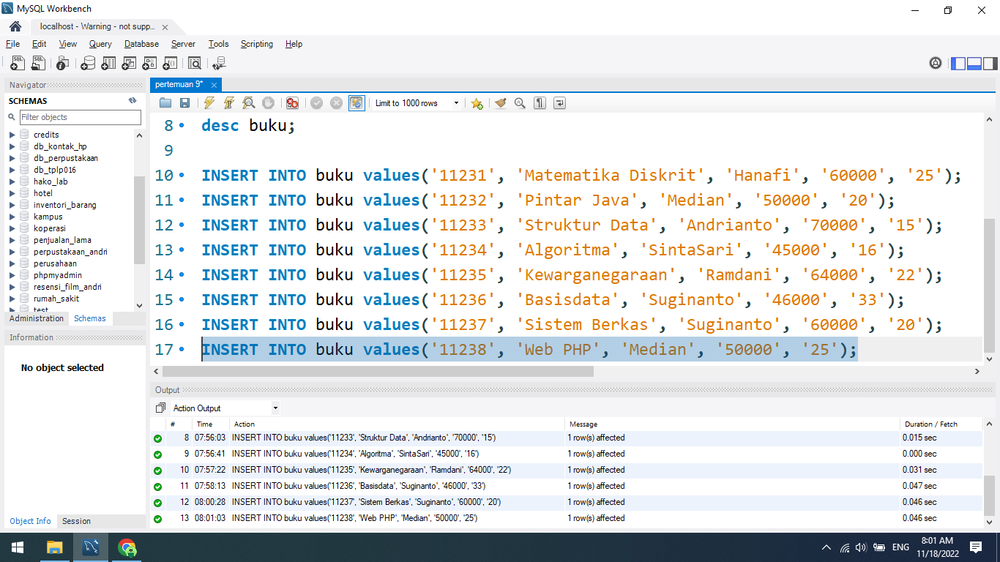 MySQL Workbench
localhost - Warning - not supp...
File Edit View Query Database Server Tools Scripting Help
Navigator
SCHEMAS
Filter objects
credits
db_kontak_hp
db_perpustakaan
db_tplp016
hako_lab
hotel
inventori_barang
kampus
koperasi
penjualan_lama
perpustakaan_andri
perusahaan
phpmyadmin
resensi_film_andri
rumah_sakit
test
Administration Schemas
Information
No object selected
Object Info Session
pertemuan 9*
Limit to 1000 rows
8 desc buku;
9
10 INSERT INTO buku values('11231', 'Matematika Diskrit', 'Hanafi', '60000', '25');
11 INSERT INTO buku values('11232', 'Pintar Java', 'Median', '50000', '20');
12 INSERT INTO buku values('11233', 'Struktur Data', 'Andrianto', '70000', '15');
13 INSERT INTO buku values('11234', 'Algoritma', 'SintaSari', '45000', '16');
14 INSERT INTO buku values('11235', 'Kewarganegaraan', 'Ramdani', '64000', '22');
15 INSERT INTO buku values('11236', 'Basisdata', 'Suginanto', '46000', '33');
16 INSERT INTO buku values('11237', 'Sistem Berkas', 'Suginanto', '60000', '20');
17 INSERT INTO buku values('11238', 'Web PHP', 'Median', '50000', '25');
Output
Action Output
# Time Action Message Duration / Fetch
8 07:56:03 INSERT INTO buku values('11233', 'Struktur Data', 'Andrianto', '70000', '15') 1 row(s) affected 0.015 sec
9 07:56:41 INSERT INTO buku values('11234', 'Algoritma', 'SintaSari', '45000', '16') 1 row(s) affected 0.000 sec
10 07:57:22 INSERT INTO buku values('11235', 'Kewarganegaraan', 'Ramdani', '64000', '22') 1 row(s) affected 0.031 sec
11 07:58:13 INSERT INTO buku values('11236', 'Basisdata', 'Suginanto', '46000', '33') 1 row(s) affected 0.047 sec
12 08:00:28 INSERT INTO buku values('11237', 'Sistem Berkas', 'Suginanto', '60000', '20') 1 row(s) affected 0.046 sec
13 08:01:03 INSERT INTO buku values('11238', 'Web PHP', 'Median', '50000', '25') 1 row(s) affected 0.046 sec
ENG
8:01 AM
11/18/2022